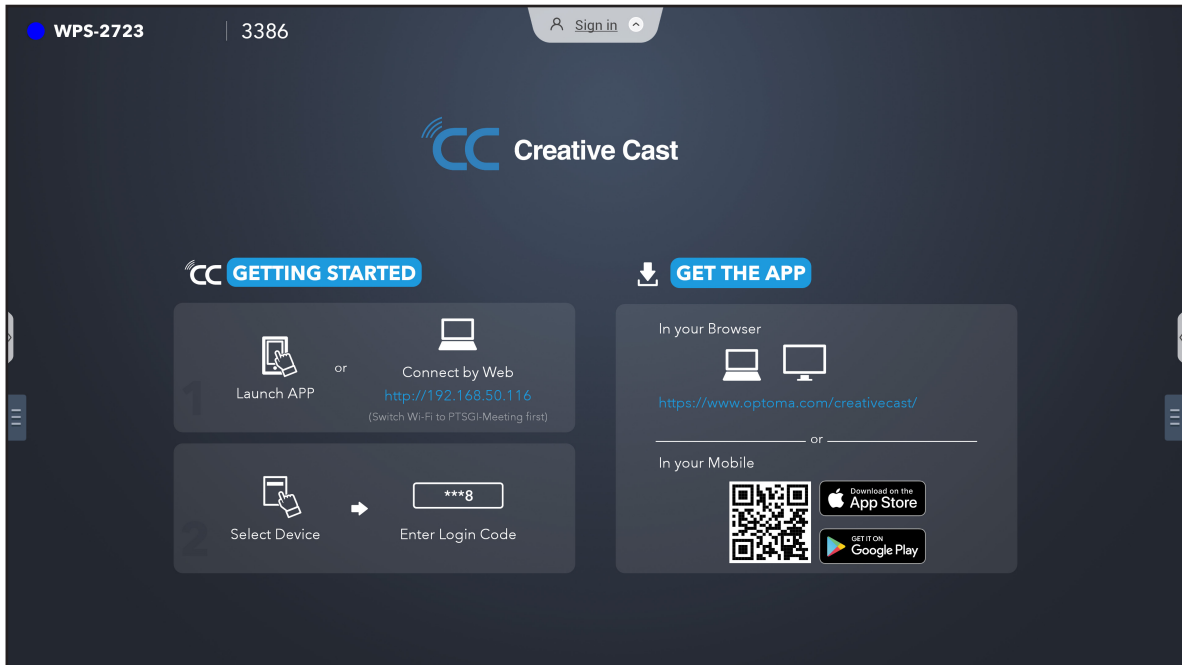 WPS-2723 3386
Sign in
CC Creative Cast
CC GETTING STARTED
1
Launch APP
or
Connect by Web
http://192.168.50.116
(Switch Wi-Fi to PTSGI-Meeting first)
2
Select Device
***8
Enter Login Code
GET THE APP
In your Browser
https://www.optoma.com/creativecast/
or
In your Mobile
Download on the
App Store
GET IT ON
Google Play